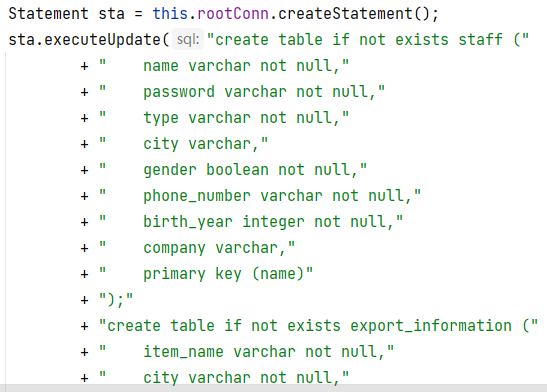 Statement sta = this.rootConn.createStatement();
sta.executeUpdate( sql: "create table if not exists staff ("
        + "    name varchar not null,"
        + "    password varchar not null,"
        + "    type varchar not null,"
        + "    city varchar,"
        + "    gender boolean not null,"
        + "    phone_number varchar not null,"
        + "    birth_year integer not null,"
        + "    company varchar,"
        + "    primary key (name)"
        + ");"
        + "create table if not exists export_information ("
        + "    item_name varchar not null,"
        + "    city varchar not null,"